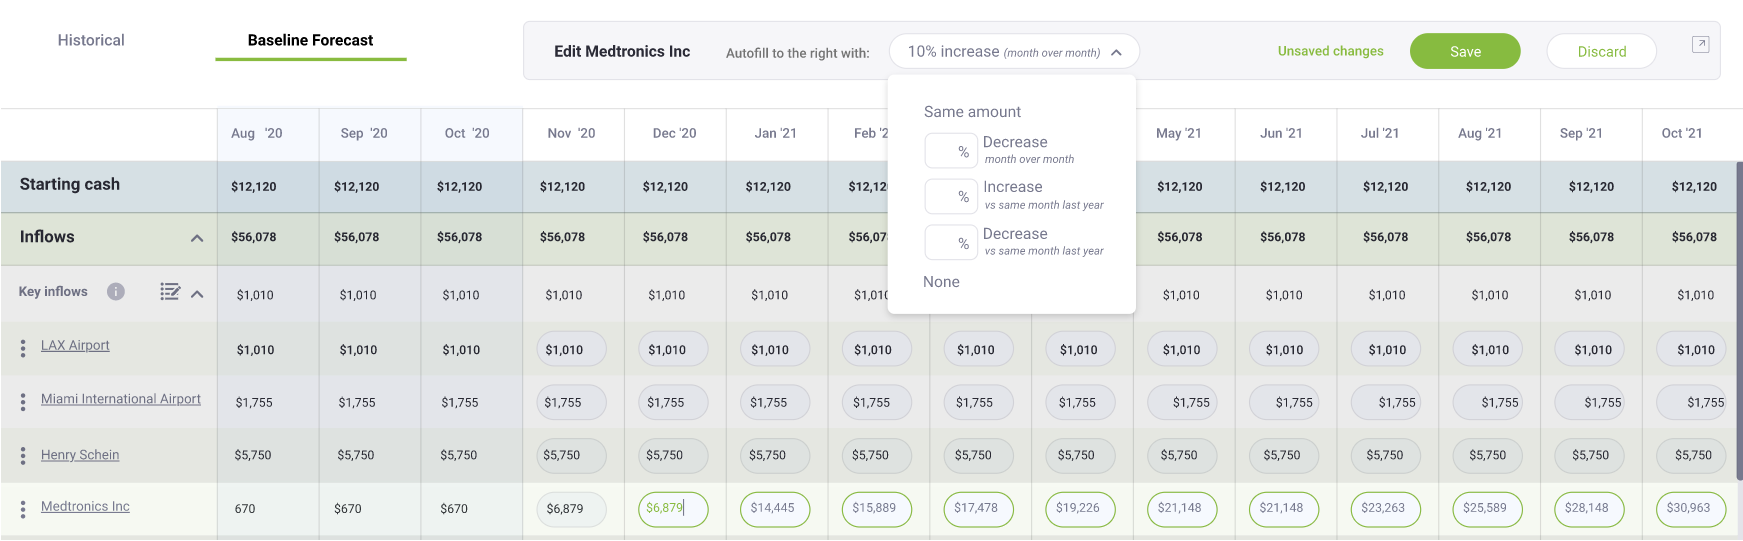 Historical
Baseline Forecast
Edit Medtronics Inc
Autofill to the right with:
10% increase (month over month)
Unsaved changes
Save
Discard
Same amount
% Decrease
month over month
% Increase
vs same month last year
% Decrease
vs same month last year
None
Aug '20 Sep '20 Oct '20 Nov '20 Dec '20 Jan '21 Feb '2 May '21 Jun '21 Jul '21 Aug '21 Sep '21 Oct '21
Starting cash $12,120 $12,120 $12,120 $12,120 $12,120 $12,120 $12,12 $12,120 $12,120 $12,120 $12,120 $12,120 $12,120
Inflows $56,078 $56,078 $56,078 $56,078 $56,078 $56,078 $56,07 $56,078 $56,078 $56,078 $56,078 $56,078 $56,078
Key inflows i $1,010 $1,010 $1,010 $1,010 $1,010 $1,010 $1,010 $1,010 $1,010 $1,010 $1,010 $1,010 $1,010
LAX Airport $1,010 $1,010 $1,010 $1,010 $1,010 $1,010 $1,010 $1,010 $1,010 $1,010 $1,010 $1,010 $1,010 $1,010 $1,010
Miami International Airport $1,755 $1,755 $1,755 $1,755 $1,755 $1,755 $1,755 $1,755 $1,755 $1,755 $1,755 $1,755 $1,755 $1,755 $1,755
Henry Schein $5,750 $5,750 $5,750 $5,750 $5,750 $5,750 $5,750 $5,750 $5,750 $5,750 $5,750 $5,750 $5,750 $5,750 $5,750
Medtronics Inc 670 $670 $670 $6,879 $6,879 $14,445 $15,889 $17,478 $19,226 $21,148 $21,148 $23,263 $25,589 $28,148 $30,963